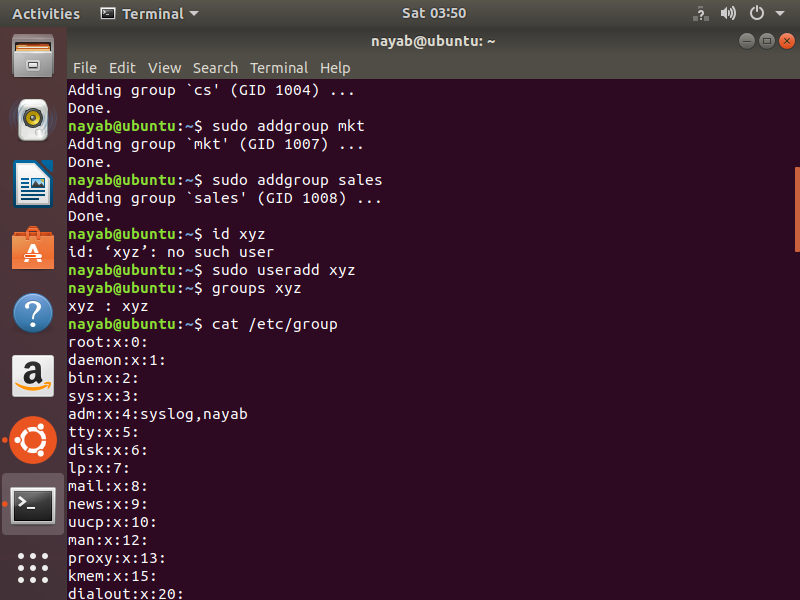 Activities Terminal Sat 03:50
nayab@ubuntu: ~
File Edit View Search Terminal Help
Adding group `cs' (GID 1004) ...
Done.
nayab@ubuntu:~$ sudo addgroup mkt
Adding group `mkt' (GID 1007) ...
Done.
nayab@ubuntu:~$ sudo addgroup sales
Adding group `sales' (GID 1008) ...
Done.
nayab@ubuntu:~$ id xyz
id: ‘xyz’: no such user
nayab@ubuntu:~$ sudo useradd xyz
nayab@ubuntu:~$ groups xyz
xyz : xyz
nayab@ubuntu:~$ cat /etc/group
root:x:0:
daemon:x:1:
bin:x:2:
sys:x:3:
adm:x:4:syslog,nayab
tty:x:5:
disk:x:6:
lp:x:7:
mail:x:8:
news:x:9:
uucp:x:10:
man:x:12:
proxy:x:13:
kmem:x:15:
dialout:x:20: